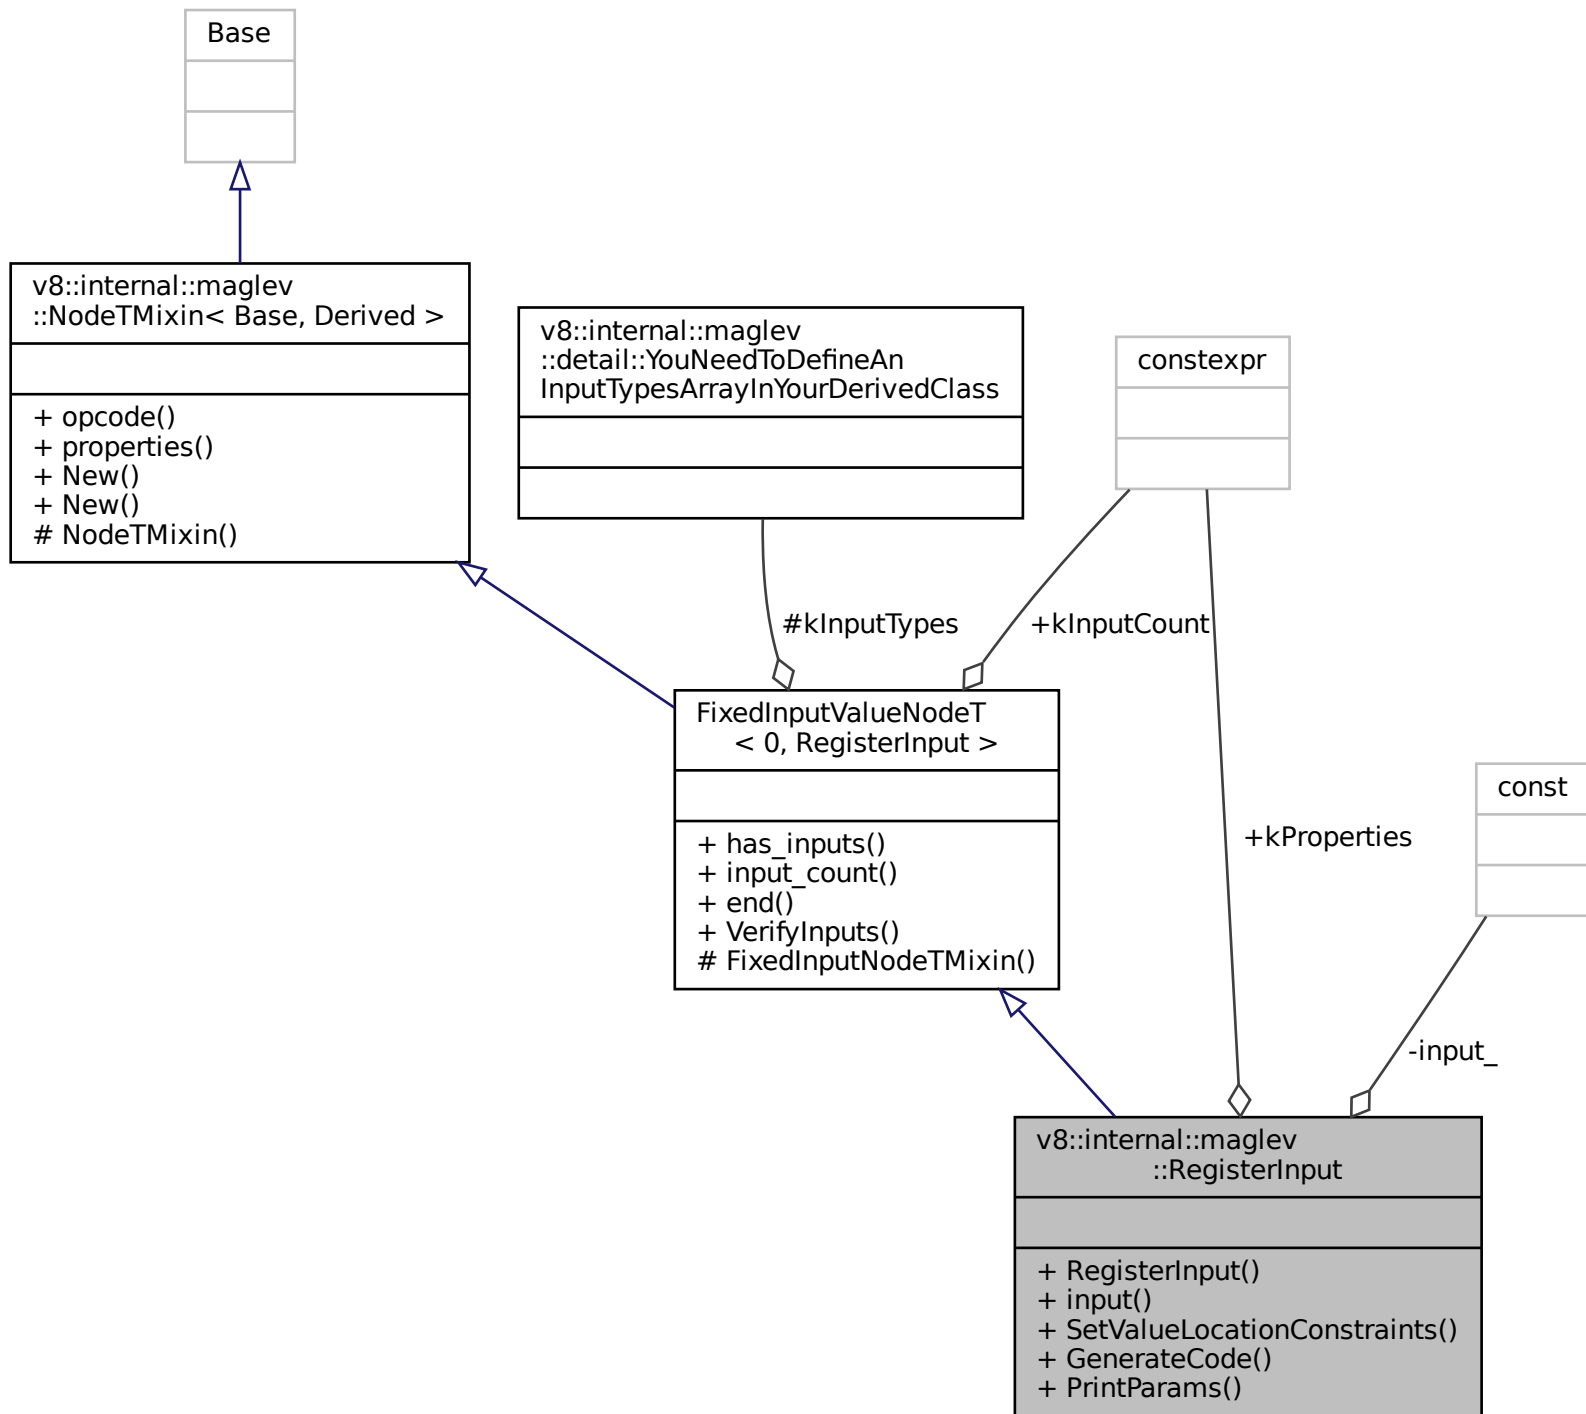 Base
v8::internal::maglev
::NodeTMixin< Base, Derived >
+ opcode()
+ properties()
+ New()
+ New()
# NodeTMixin()
v8::internal::maglev
::detail::YouNeedToDefineAn
InputTypesArrayInYourDerivedClass
constexpr
#kInputTypes
+kInputCount
FixedInputValueNodeT
< 0, RegisterInput >
+ has_inputs()
+ input_count()
+ end()
+ VerifyInputs()
# FixedInputNodeTMixin()
const
+kProperties
-input_
v8::internal::maglev
::RegisterInput
+ RegisterInput()
+ input()
+ SetValueLocationConstraints()
+ GenerateCode()
+ PrintParams()